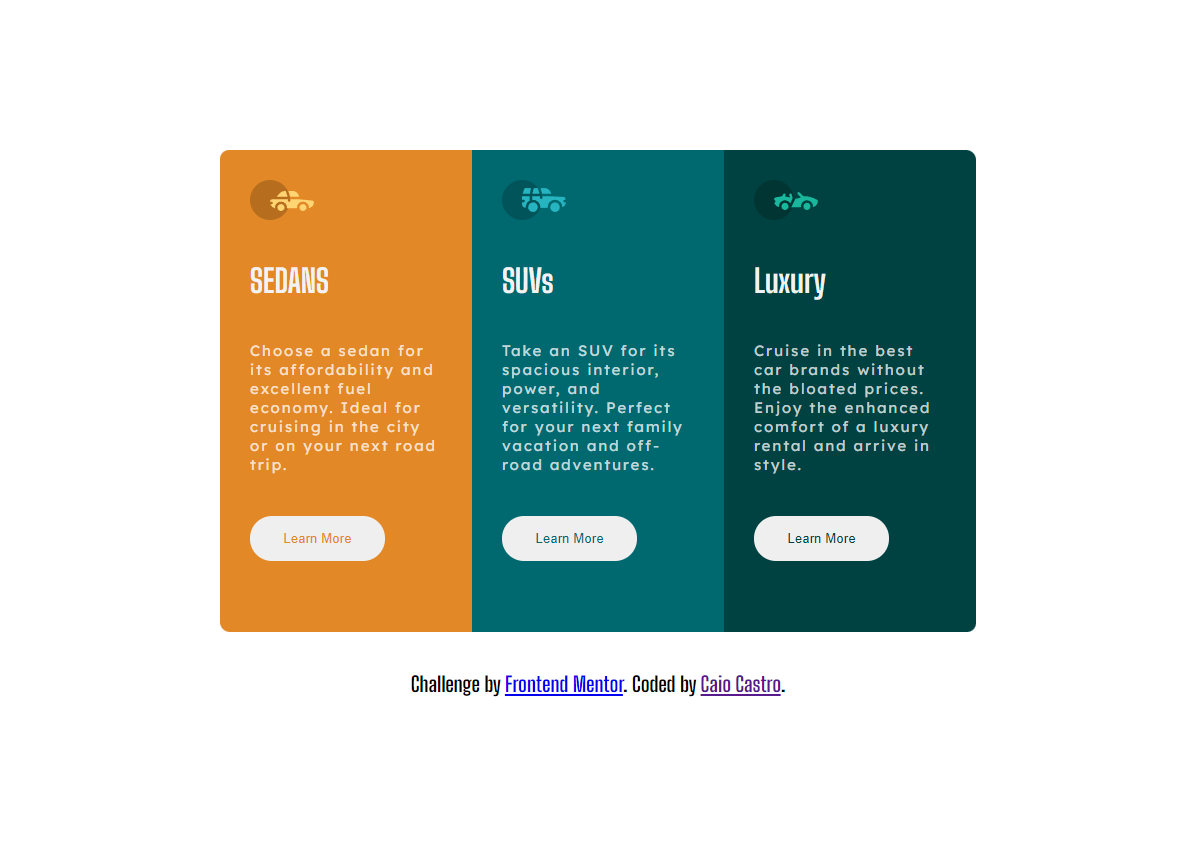 SEDANS
Choose a sedan for
its affordability and
excellent fuel
economy. Ideal for
cruising in the city
or on your next road
trip.
Learn More
SUVs
Take an SUV for its
spacious interior,
power, and
versatility. Perfect
for your next family
vacation and off-
road adventures.
Learn More
Luxury
Cruise in the best
car brands without
the bloated prices.
Enjoy the enhanced
comfort of a luxury
rental and arrive in
style.
Learn More
Challenge by Frontend Mentor. Coded by Caio Castro.